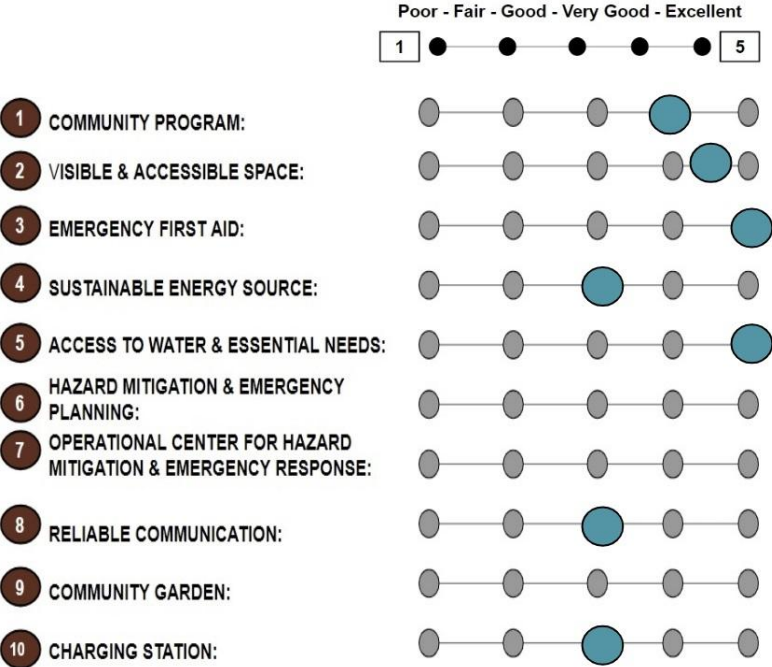 Poor - Fair - Good - Very Good - Excellent
1 5
1 COMMUNITY PROGRAM:
2 VISIBLE & ACCESSIBLE SPACE:
3 EMERGENCY FIRST AID:
4 SUSTAINABLE ENERGY SOURCE:
5 ACCESS TO WATER & ESSENTIAL NEEDS:
6 HAZARD MITIGATION & EMERGENCY
PLANNING:
7 OPERATIONAL CENTER FOR HAZARD
MITIGATION & EMERGENCY RESPONSE:
8 RELIABLE COMMUNICATION:
9 COMMUNITY GARDEN:
10 CHARGING STATION: